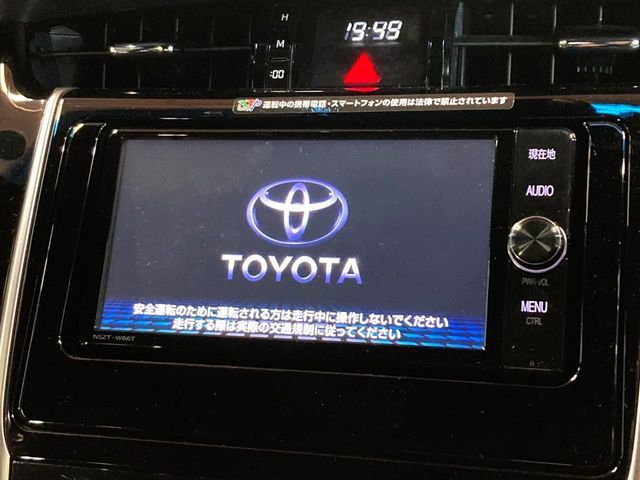 H
M
:00
19:58
運転中の携帯電話・スマートフォンの使用は法律で禁止されています
現在地
AUDIO
PWR・VOL
MENU
CTRL
TOYOTA
安全運転のために運転される方は走行中に操作しないでください
走行する際は実際の交通規制に従ってください
NSZT-W66T